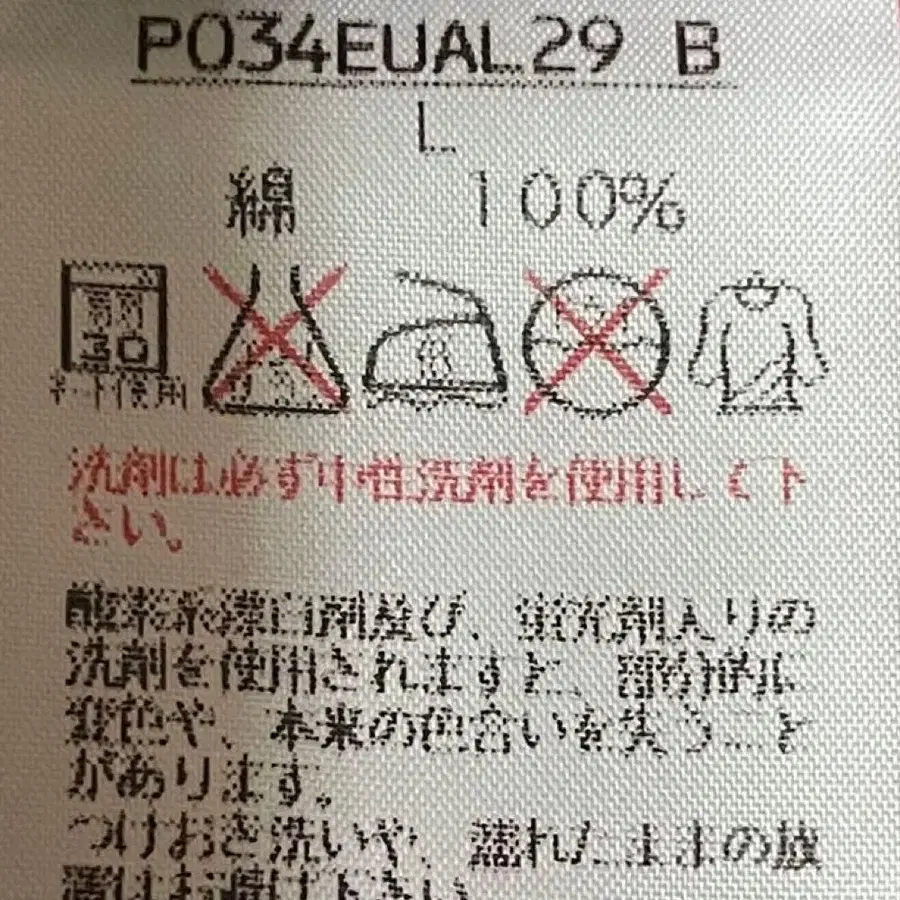 P034EUAL29 B
L
綿 100%
弱
30
ネット使用
中
洗剤は必ず中性洗剤を使用して下
さい。
酸素系漂白剤及び、蛍光剤入りの
洗剤を使用されますと、部分的に
変色や、本来の色合いを失うこと
があります。
つけおき洗いや、濡れたままの放
置はお避け下さい。